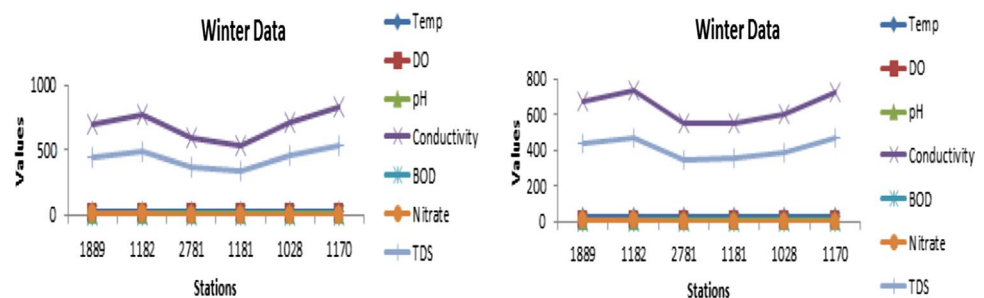 Winter Data
1000
500
0
Values
1889 1182 2781 1181 1028 1170
Stations
Temp
DO
pH
Conductivity
BOD
Nitrate
TDS
Winter Data
800
600
400
200
0
Values
1889 1182 2781 1181 1028 1170
Stations
Temp
DO
pH
Conductivity
BOD
Nitrate
TDS